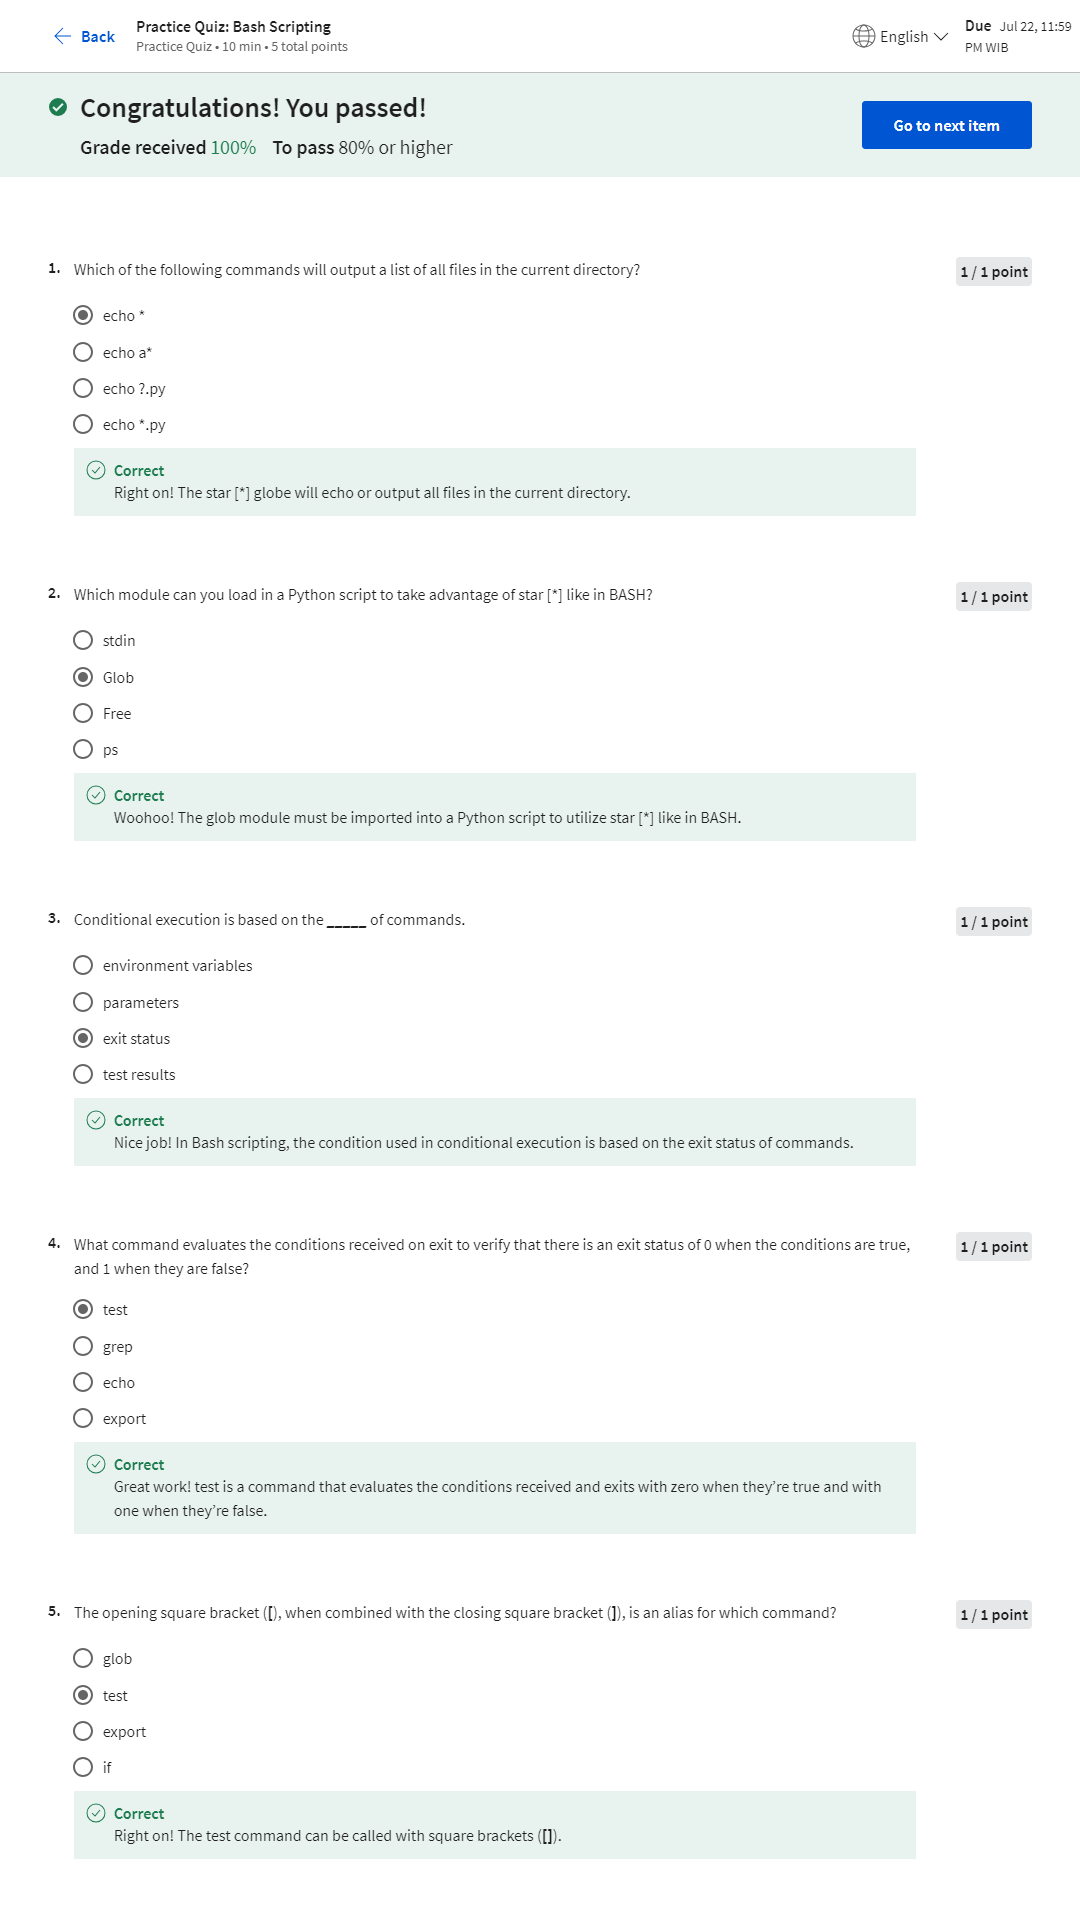 Back
Practice Quiz: Bash Scripting
Practice Quiz • 10 min • 5 total points
English
Due Jul 22, 11:59
PM WIB
Congratulations! You passed!
Grade received 100% To pass 80% or higher
Go to next item
1. Which of the following commands will output a list of all files in the current directory?
1 / 1 point
echo *
echo a*
echo ?.py
echo *.py
Correct
Right on! The star [*] globe will echo or output all files in the current directory.
2. Which module can you load in a Python script to take advantage of star [*] like in BASH?
1 / 1 point
stdin
Glob
Free
ps
Correct
Woohoo! The glob module must be imported into a Python script to utilize star [*] like in BASH.
3. Conditional execution is based on the _____ of commands.
1 / 1 point
environment variables
parameters
exit status
test results
Correct
Nice job! In Bash scripting, the condition used in conditional execution is based on the exit status of commands.
4. What command evaluates the conditions received on exit to verify that there is an exit status of 0 when the conditions are true,
and 1 when they are false?
1 / 1 point
test
grep
echo
export
Correct
Great work! test is a command that evaluates the conditions received and exits with zero when they’re true and with
one when they’re false.
5. The opening square bracket ([), when combined with the closing square bracket (]), is an alias for which command?
1 / 1 point
glob
test
export
if
Correct
Right on! The test command can be called with square brackets ([]).